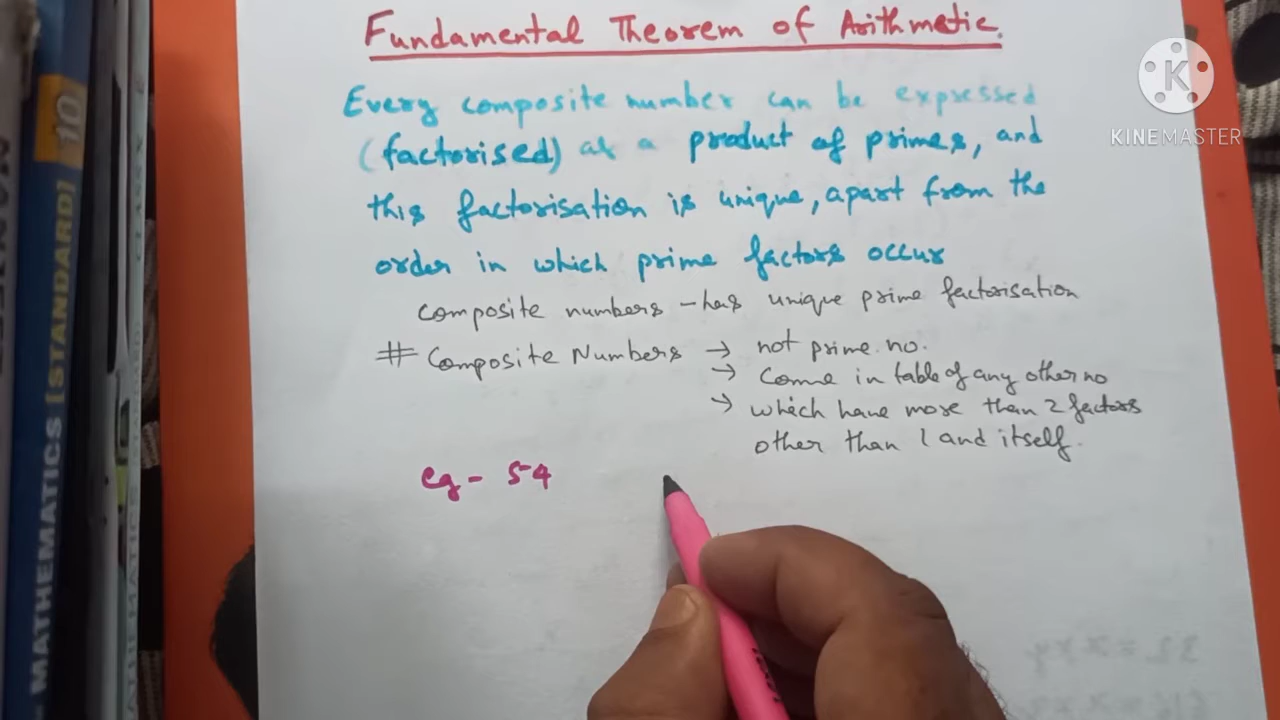 Fundamental Theorem of Arithmetic.
Every composite number can be expressed
(factorised) as a product of primes, and
this factorisation is unique, apart from the
order in which prime factors occur
composite numbers - has unique prime factorisation
# Composite Numbers → not prime no.
→ Come in table of any other no
→ which have more than 2 factors
other than 1 and itself.
eg - 54
K
KINEMASTER
MATHEMATICS [STANDARD] 10